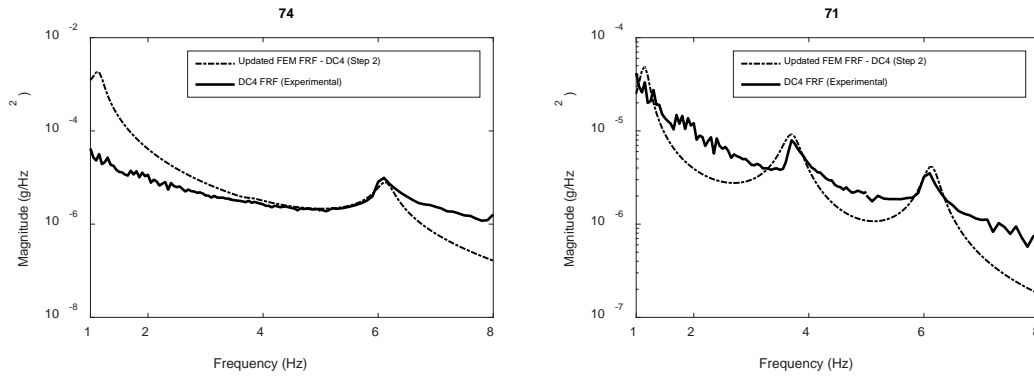 74
10^-2
10^-4
10^-6
10^-8
Magnitude (g/Hz^2)
Updated FEM FRF - DC4 (Step 2)
DC4 FRF (Experimental)
1 2 4 6 8
Frequency (Hz)
71
10^-4
10^-5
10^-6
10^-7
Magnitude (g/Hz^2)
Updated FEM FRF - DC4 (Step 2)
DC4 FRF (Experimental)
1 2 4 6 8
Frequency (Hz)